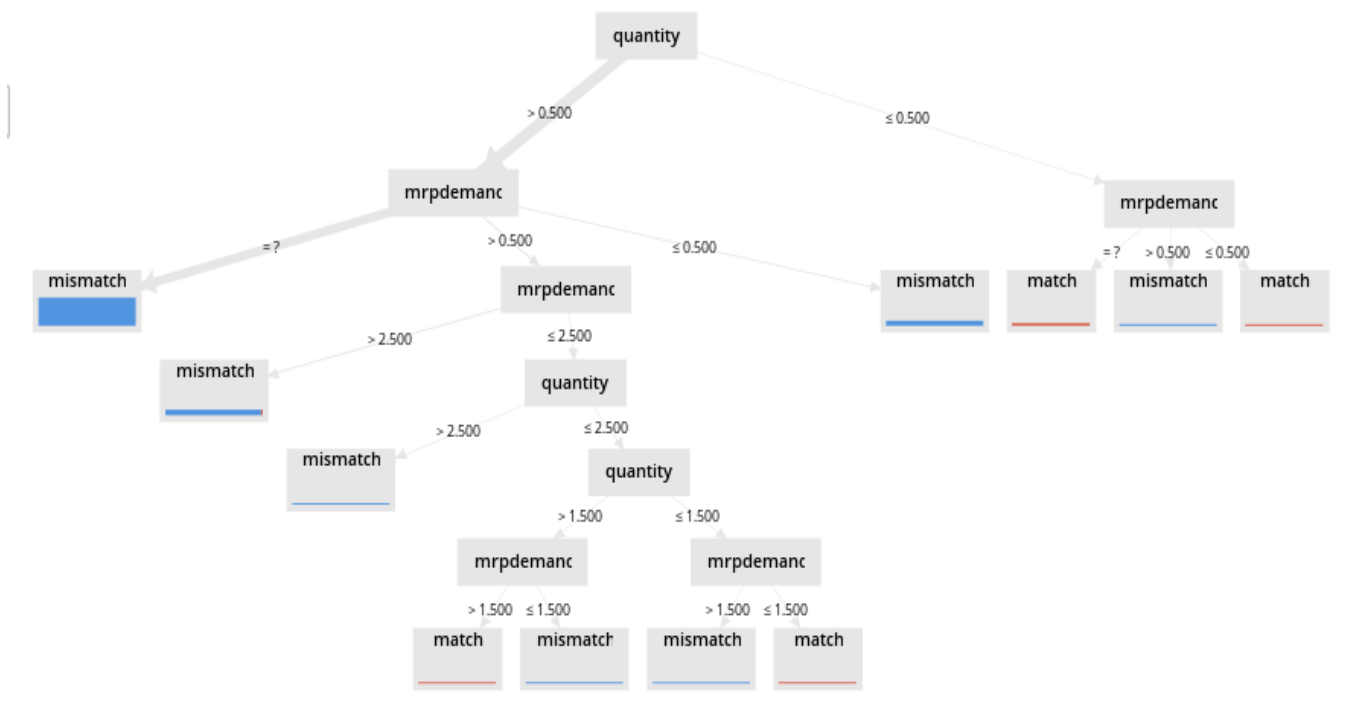 quantity
> 0.500
≤ 0.500
mrpdemanc
mrpdemanc
= ?
> 0.500
≤ 0.500
= ?
> 0.500
≤ 0.500
mismatch
mrpdemanc
mismatch
match
mismatch
match
> 2.500
≤ 2.500
mismatch
quantity
> 2.500
≤ 2.500
mismatch
quantity
> 1.500
≤ 1.500
mrpdemanc
mrpdemanc
> 1.500
≤ 1.500
> 1.500
≤ 1.500
match
mismatch
mismatch
match